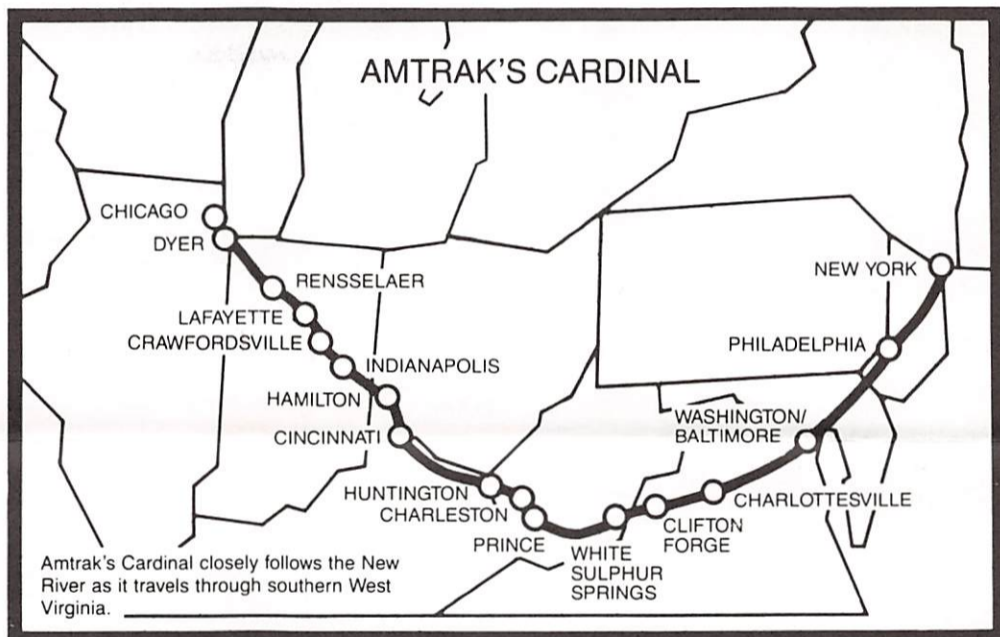 AMTRAK'S CARDINAL
CHICAGO
DYER
RENSSELAER
LAFAYETTE
CRAWFORDSVILLE
INDIANAPOLIS
HAMILTON
CINCINNATI
HUNTINGTON
CHARLESTON
PRINCE
WHITE
SULPHUR
SPRINGS
CLIFTON
FORGE
CHARLOTTESVILLE
WASHINGTON/
BALTIMORE
PHILADELPHIA
NEW YORK
Amtrak's Cardinal closely follows the New
River as it travels through southern West
Virginia.